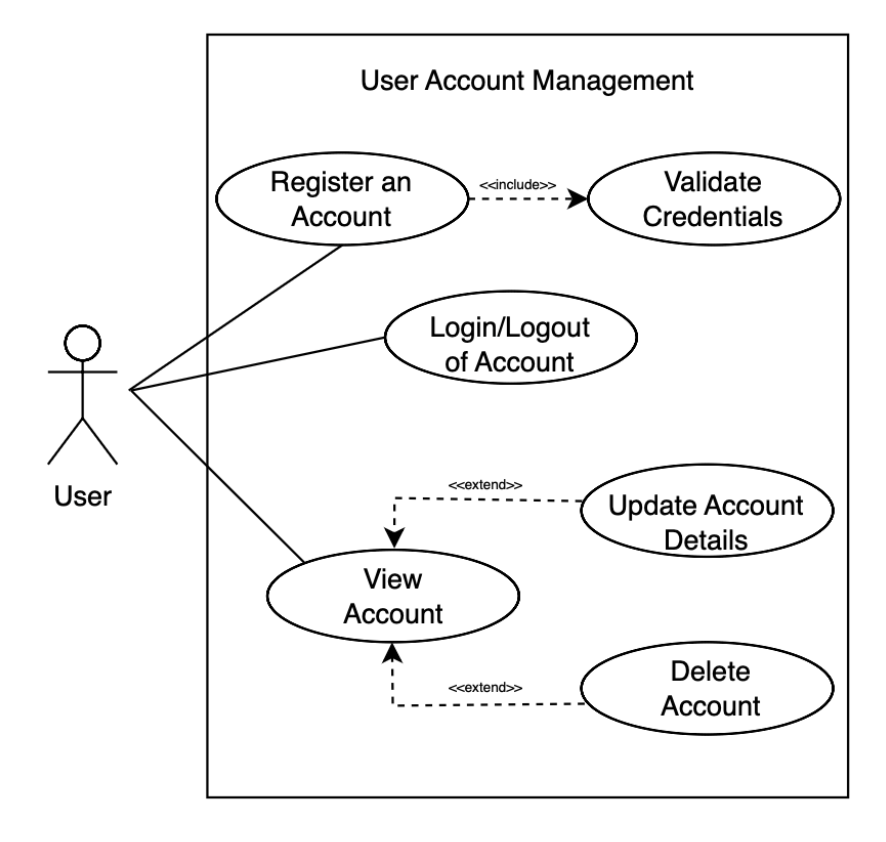 User Account Management
Register an
Account
<<include>>
Validate
Credentials
Login/Logout
of Account
User
<<extend>>
Update Account
Details
View
Account
<<extend>>
Delete
Account